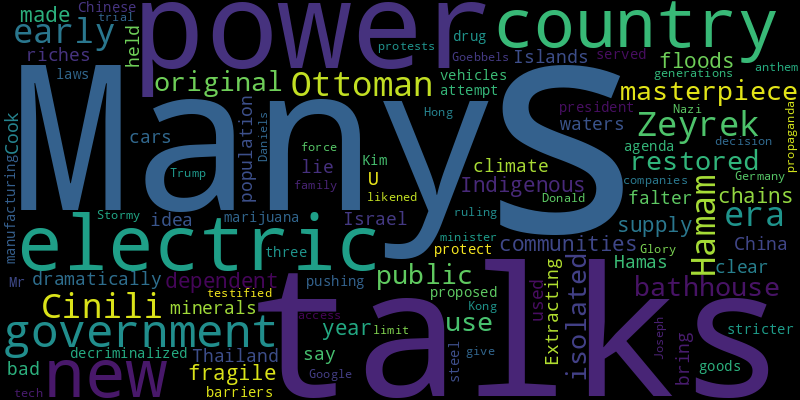 made Chinese trial power country
early held protests drug Goebbels Islands served floods
riches laws original Ottoman vehicles attempt generations anthem
Many S masterpiece
manufacturing Cook cars population Daniels Hong president Nazi waters Zeyrek propaganda
force lie Kim climate agenda decision restored
Trump family U likened Indigenous Donald companies Germany
Stormy idea marijuana Israel ruling falter Hamam chains era
electric three minister protect communities supply Glory China
Mr dramatically dependent pushing public Hamas clear
Cinili testified minerals proposed Extracting isolated used bathhouse
government access year limit Kong use talks stricter
bad decriminalized Thailand say steel give Joseph bring goods
new fragile Google
tech barriers